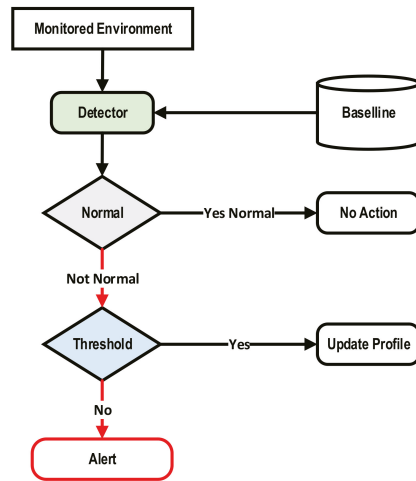 Monitored Environment
Detector
Baselline
Normal
Yes Normal
No Action
Not Normal
Threshold
Yes
Update Profile
No
Alert